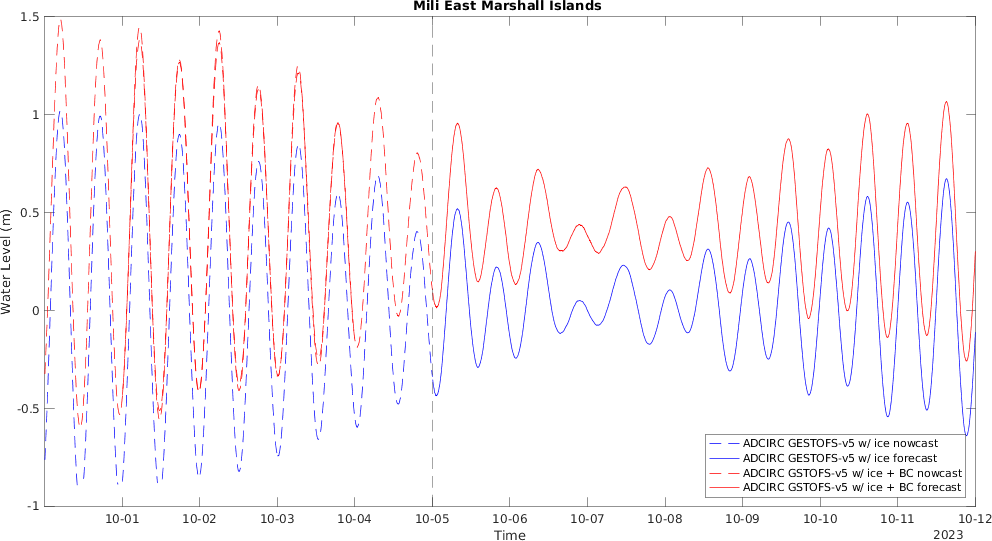 Mili East Marshall Islands
1.5
1
0.5
0
-0.5
-1
Water Level (m)
10-01 10-02 10-03 10-04 10-05 10-06 10-07 10-08 10-09 10-10 10-11 10-12
Time
2023
ADCIRC GESTOFS-v5 w/ ice nowcast
ADCIRC GESTOFS-v5 w/ ice forecast
ADCIRC GSTOFS-v5 w/ ice + BC nowcast
ADCIRC GSTOFS-v5 w/ ice + BC forecast